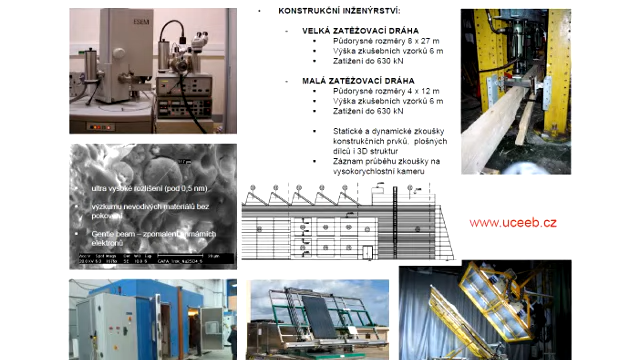 KONSTRUKČNÍ INŽENÝRSTVÍ:
VELKÁ ZATĚŽOVACÍ DRÁHA
Půdorysné rozměry 8 x 27 m
Výška zkušebních vzorků 6 m
Zatížení do 630 kN
MALÁ ZATĚŽOVACÍ DRÁHA
Půdorysné rozměry 4 x 12 m
Výška zkušebních vzorků 6 m
Zatížení do 630 kN
Statické a dynamické zkoušky
konstrukčních prvků, plošných
dílců i 3D struktur
Záznam průběhu zkoušky na
vysokorychlostní kameru
ultra vysoké rozlišení (pod 0,5 nm)
výzkumu nevodivých materiálů bez
pokovení
Gentle beam – zpomalení primárních
elektronů
www.uceeb.cz